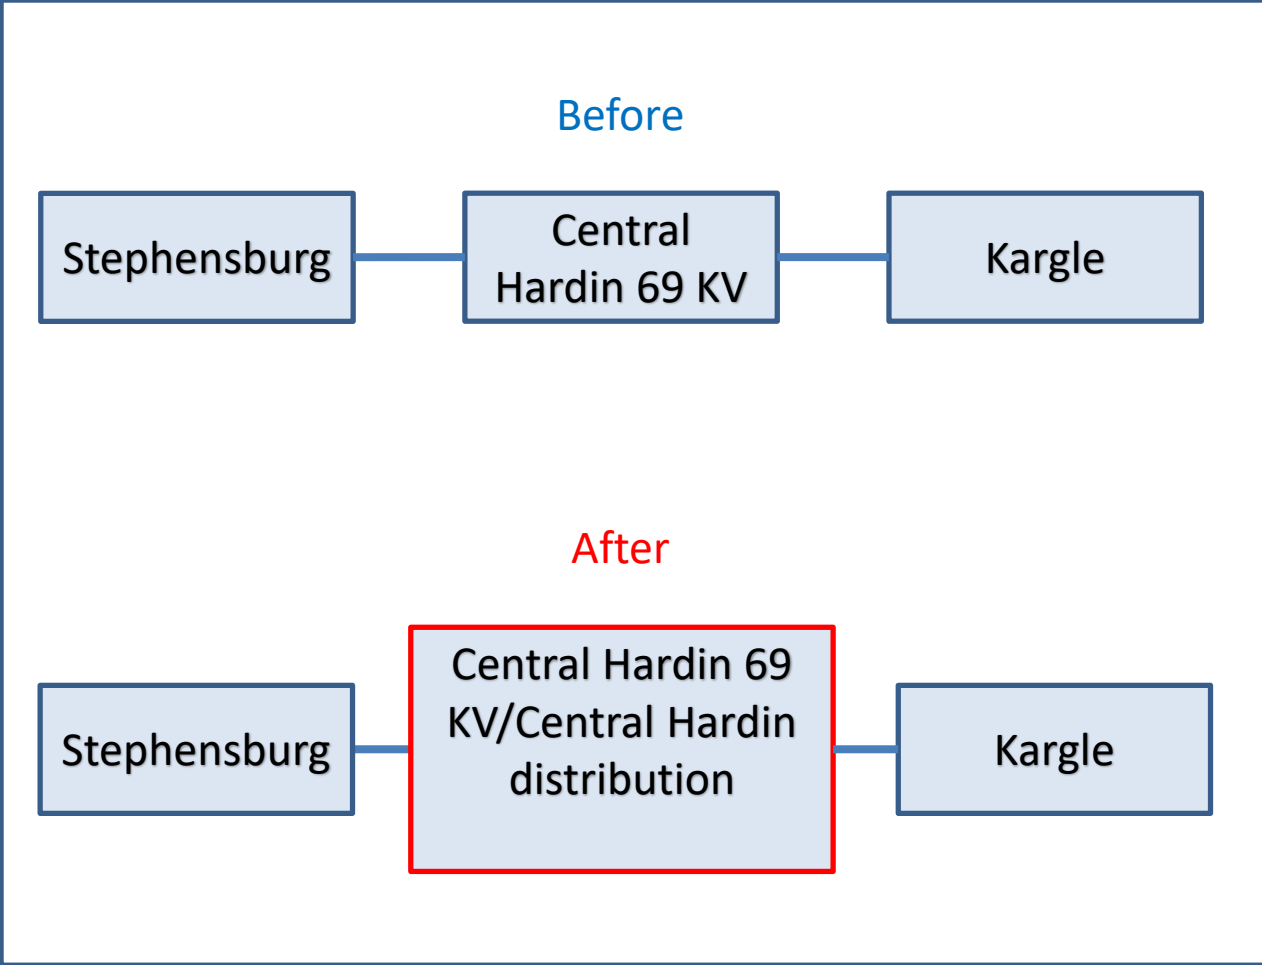 Before
Stephensburg
Central
Hardin 69 KV
Kargle
After
Stephensburg
Central Hardin 69
KV/Central Hardin
distribution
Kargle